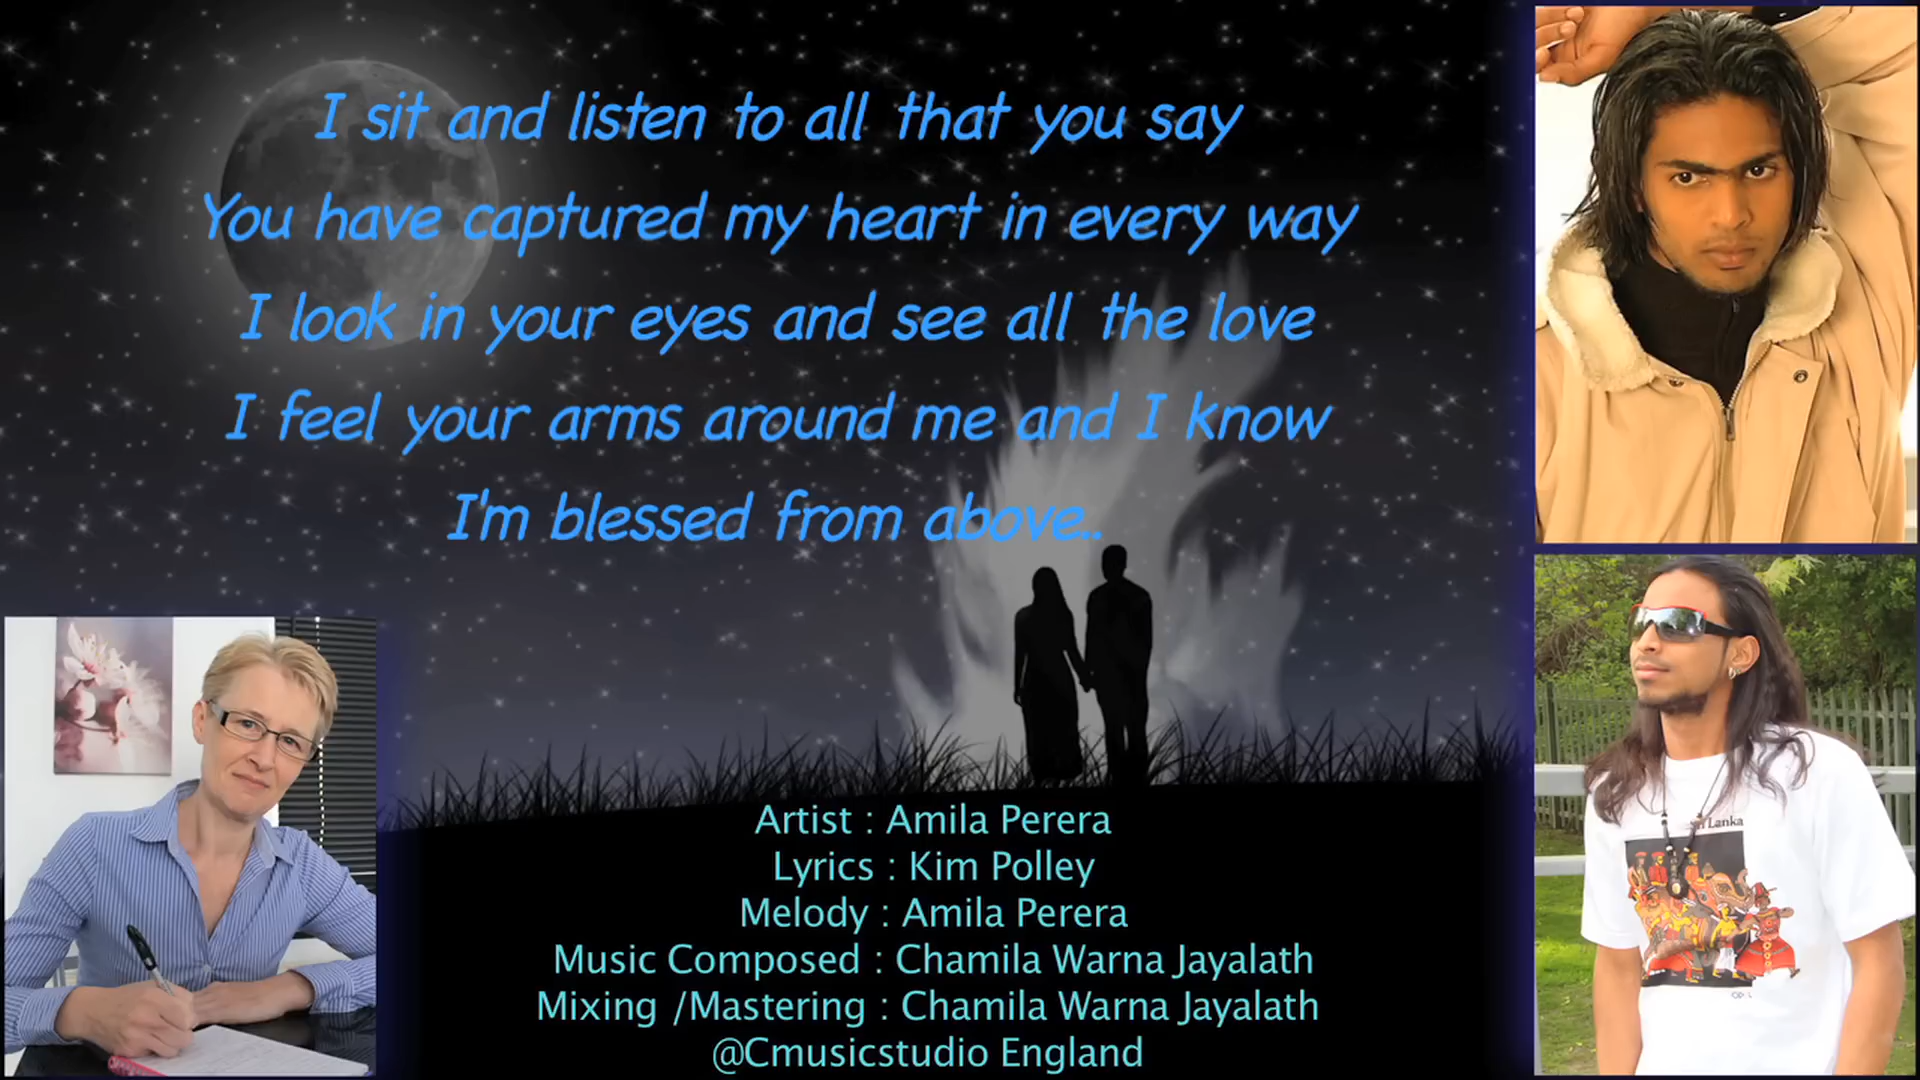 I sit and listen to all that you say
You have captured my heart in every way
I look in your eyes and see all the love
I feel your arms around me and I know
I'm blessed from above..
Artist : Amila Perera
Lyrics : Kim Polley
Melody : Amila Perera
Music Composed : Chamila Warna Jayalath
Mixing /Mastering : Chamila Warna Jayalath
@Cmusicstudio England
Lanka